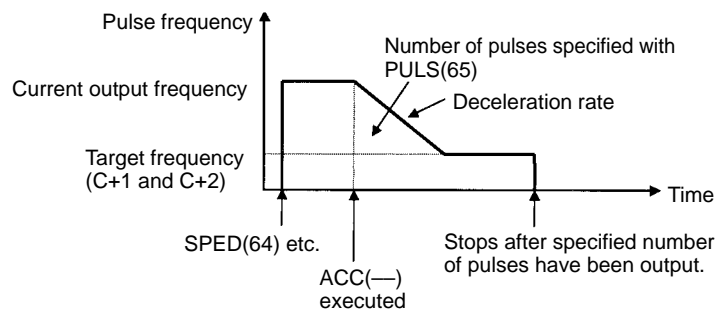 Pulse frequency
Number of pulses specified with
PULS(65)
Current output frequency
Deceleration rate
Target frequency
(C+1 and C+2)
Time
SPED(64) etc.
Stops after specified number
of pulses have been output.
ACC(—)
executed